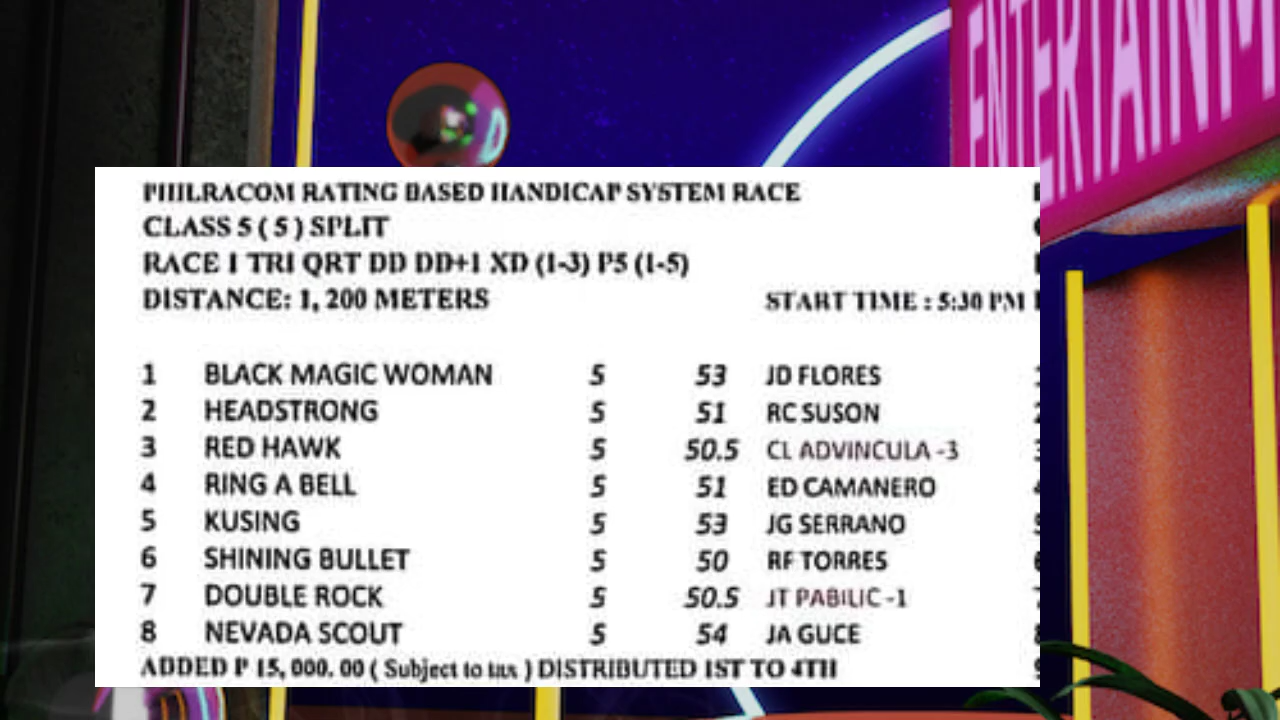 ENTERTAINM
PHILRACOM RATING BASED HANDICAP SYSTEM RACE
CLASS 5 ( 5 ) SPLIT
RACE 1 TRI QRT DD DD+1 XD (1-3) P5 (1-5)
DISTANCE: 1, 200 METERS START TIME : 5:30 PM
1 BLACK MAGIC WOMAN 5 53 JD FLORES
2 HEADSTRONG 5 51 RC SUSON
3 RED HAWK 5 50.5 CL ADVINCULA -3
4 RING A BELL 5 51 ED CAMANERO
5 KUSING 5 53 JG SERRANO
6 SHINING BULLET 5 50 RF TORRES
7 DOUBLE ROCK 5 50.5 JT PABILIC -1
8 NEVADA SCOUT 5 54 JA GUCE
ADDED P 15, 000. 00 ( Subject to tax ) DISTRIBUTED 1ST TO 4TH